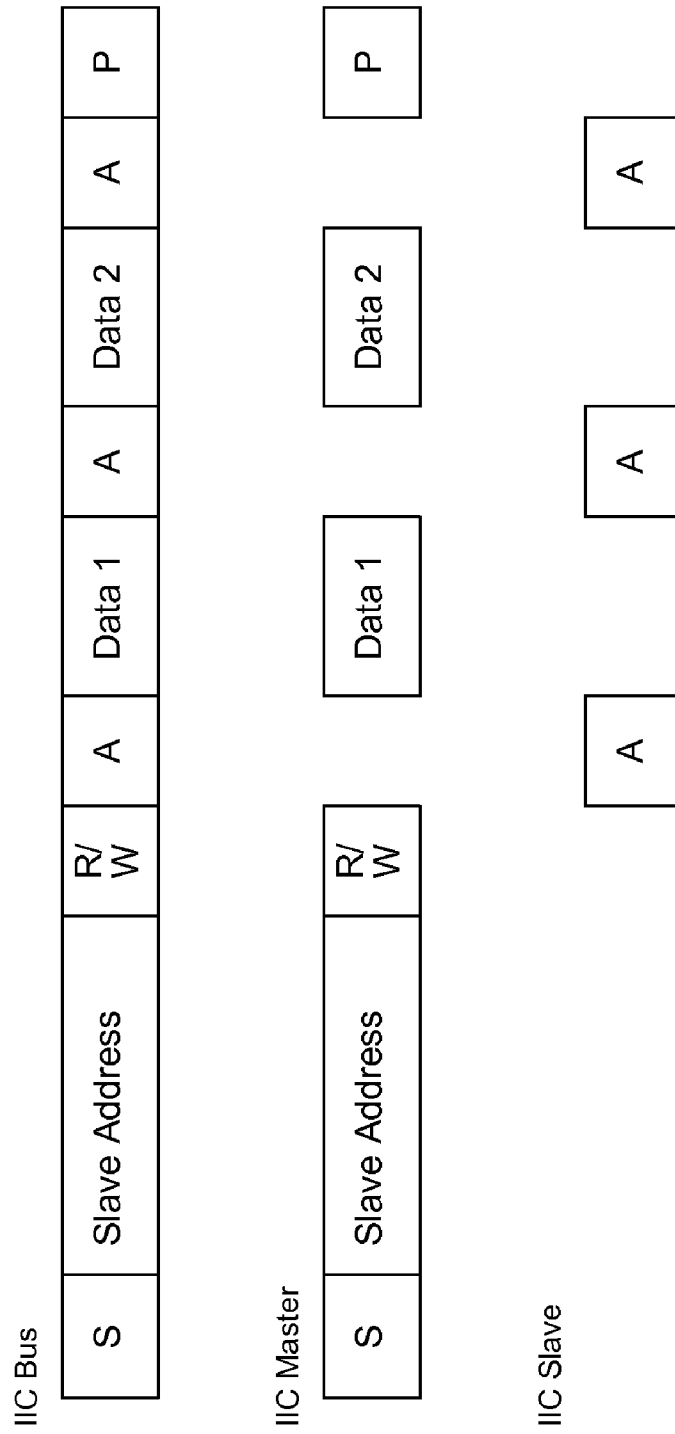 IIC Bus
S Slave Address R/ W A Data 1 A Data 2 A P
IIC Master
S Slave Address R/ W Data 1 Data 2 P
IIC Slave
A A A